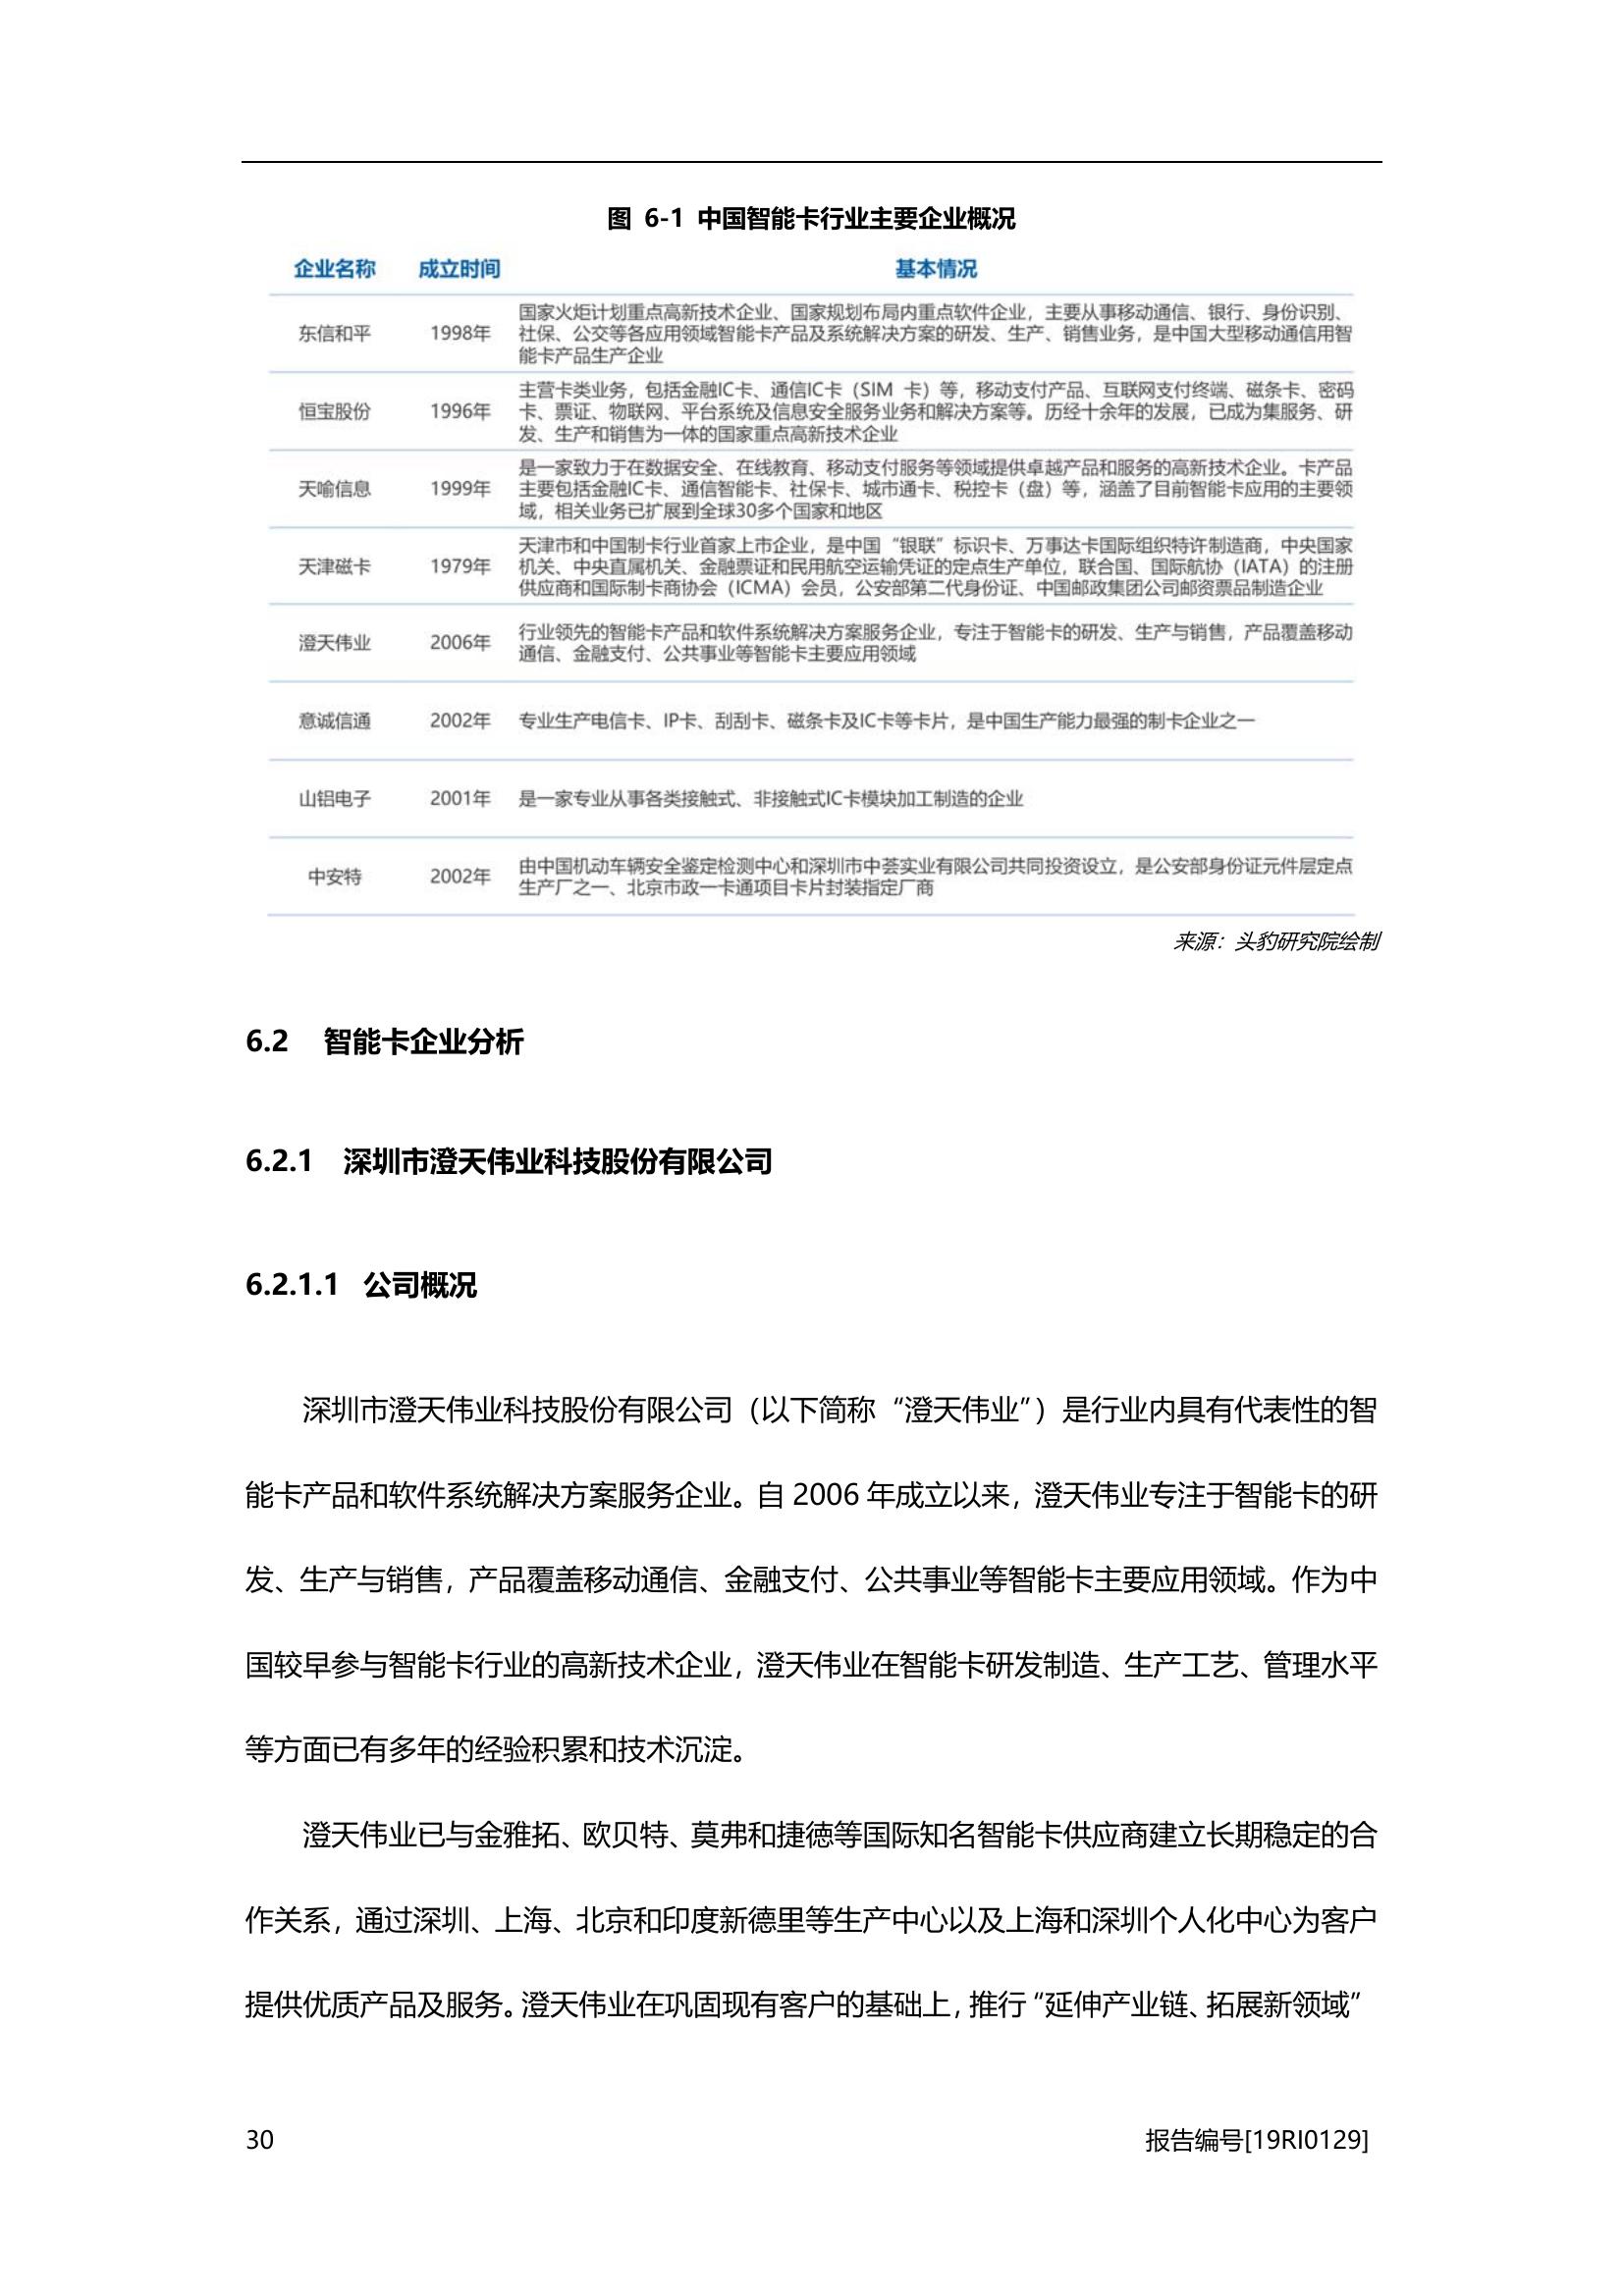 图 6-1 中国智能卡行业主要企业概况
企业名称 成立时间 基本情况
东信和平 1998年 国家火炬计划重点高新技术企业、国家规划布局内重点软件企业，主要从事移动通信、银行、身份识别、
社保、公交等各应用领域智能卡产品及系统解决方案的研发、生产、销售业务，是中国大型移动通信用智
能卡产品生产企业
恒宝股份 1996年 主营卡类业务，包括金融IC卡、通信IC卡（SIM 卡）等，移动支付产品、互联网支付终端、磁条卡、密码
卡、票证、物联网、平台系统及信息安全服务业务和解决方案等。历经十余年的发展，已成为集服务、研
发、生产和销售为一体的国家重点高新技术企业
天喻信息 1999年 是一家致力于在数据安全、在线教育、移动支付服务等领域提供卓越产品和服务的高新技术企业。卡产品
主要包括金融IC卡、通信智能卡、社保卡、城市通卡、税控卡（盘）等，涵盖了目前智能卡应用的主要领
域，相关业务已扩展到全球30多个国家和地区
天津磁卡 1979年 天津市和中国制卡行业首家上市企业，是中国“银联”标识卡、万事达卡国际组织特许制造商，中央国家
机关、中央直属机关、金融票证和民用航空运输凭证的定点生产单位，联合国、国际航协（IATA）的注册
供应商和国际制卡商协会（ICMA）会员，公安部第二代身份证、中国邮政集团公司邮资票品制造企业
澄天伟业 2006年 行业领先的智能卡产品和软件系统解决方案服务企业，专注于智能卡的研发、生产与销售，产品覆盖移动
通信、金融支付、公共事业等智能卡主要应用领域
意诚信通 2002年 专业生产电信卡、IP卡、刮刮卡、磁条卡及IC卡等卡片，是中国生产能力最强的制卡企业之一
山铝电子 2001年 是一家专业从事各类接触式、非接触式IC卡模块加工制造的企业
中安特 2002年 由中国机动车辆安全鉴定检测中心和深圳市中荟实业有限公司共同投资设立，是公安部身份证元件层定点
生产厂之一、北京市政一卡通项目卡片封装指定厂商
来源：头豹研究院绘制
6.2 智能卡企业分析
6.2.1 深圳市澄天伟业科技股份有限公司
6.2.1.1 公司概况
深圳市澄天伟业科技股份有限公司（以下简称“澄天伟业”）是行业内具有代表性的智
能卡产品和软件系统解决方案服务企业。自 2006 年成立以来，澄天伟业专注于智能卡的研
发、生产与销售，产品覆盖移动通信、金融支付、公共事业等智能卡主要应用领域。作为中
国较早参与智能卡行业的高新技术企业，澄天伟业在智能卡研发制造、生产工艺、管理水平
等方面已有多年的经验积累和技术沉淀。
澄天伟业已与金雅拓、欧贝特、莫弗和捷德等国际知名智能卡供应商建立长期稳定的合
作关系，通过深圳、上海、北京和印度新德里等生产中心以及上海和深圳个人化中心为客户
提供优质产品及服务。澄天伟业在巩固现有客户的基础上，推行“延伸产业链、拓展新领域”
30 报告编号[19RI0129]